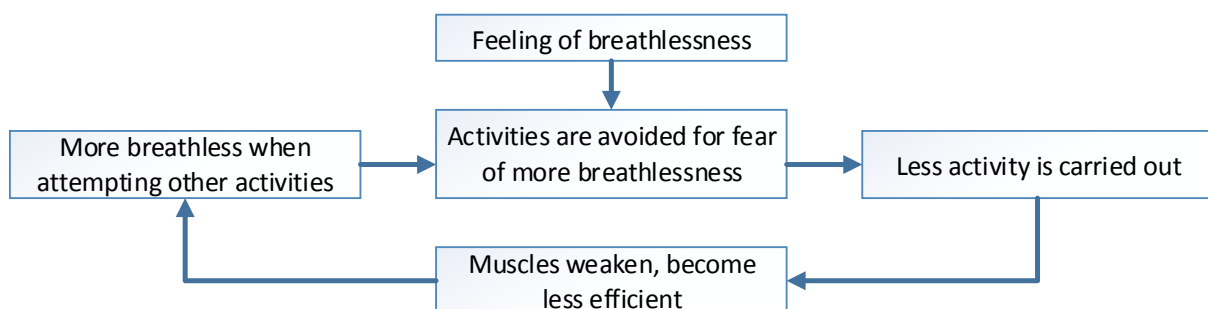 Feeling of breathlessness
More breathless when
attempting other activities
Activities are avoided for fear
of more breathlessness
Less activity is carried out
Muscles weaken, become
less efficient